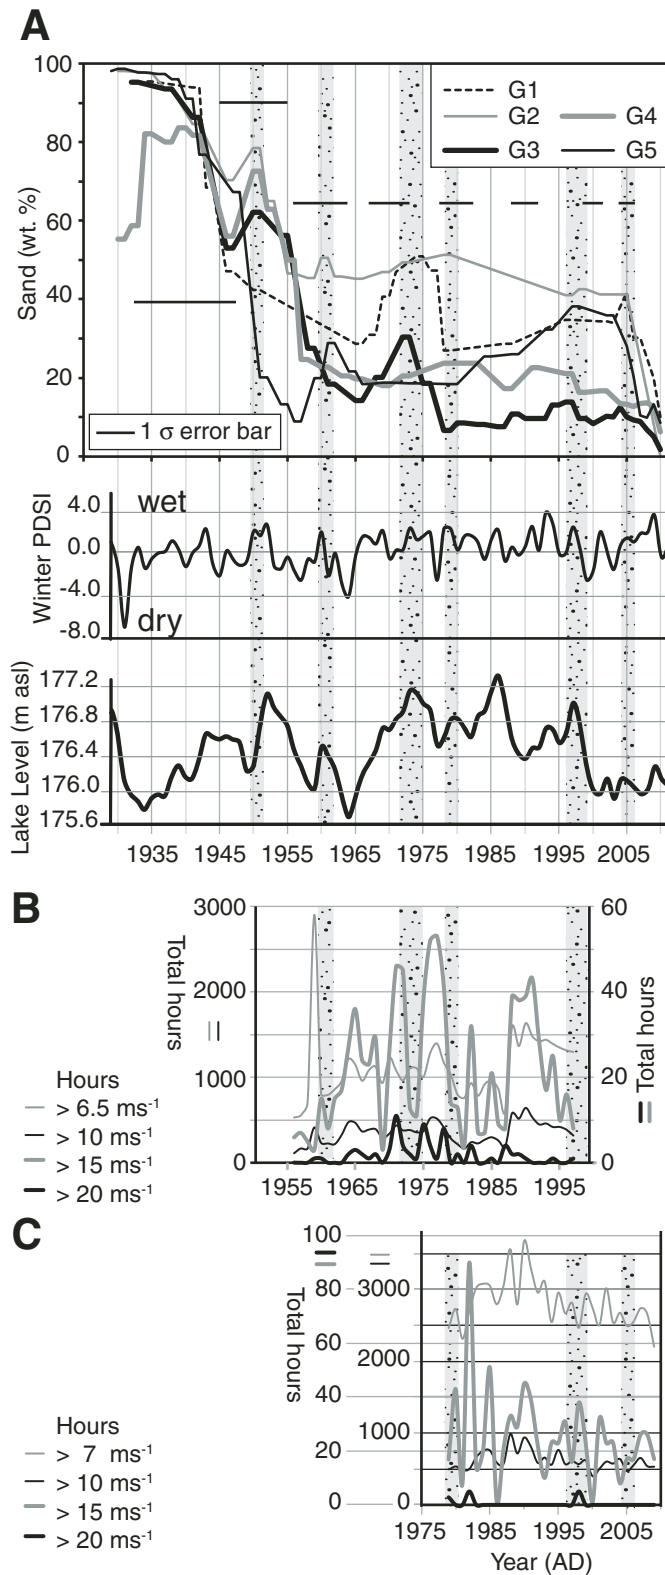 A
100
80
60
40
20
0
Sand (wt. %)
G1
G2
G4
G3
G5
1 σ error bar
4.0
0.0
-4.0
-8.0
Winter PDSI
wet
dry
177.2
176.8
176.4
176.0
175.6
Lake Level (m asl)
1935 1945 1955 1965 1975 1985 1995 2005
B
3000
2000
1000
0
Total hours
60
40
20
0
Total hours
Hours
> 6.5 ms-1
> 10 ms-1
> 15 ms-1
> 20 ms-1
1955 1965 1975 1985 1995
C
100
80
60
40
20
0
3000
2000
1000
0
Total hours
Hours
> 7 ms-1
> 10 ms-1
> 15 ms-1
> 20 ms-1
1975 1985 1995 2005
Year (AD)